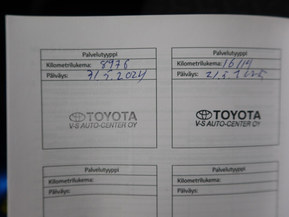 Palvelutyyppi
Kilometrilukema: 8976
Päiväys: 7/5.2024
TOYOTA
V-S AUTO-CENTER OY
Palvelutyyppi
Kilometrilukema:
Päiväys:
TOYOTA
V-S AUTO-CENTER OY
Palvelutyyppi
Kilometrilukema:
Päiväys:
Palvelutyyppi
Kilometrilukema:
Päiväys: